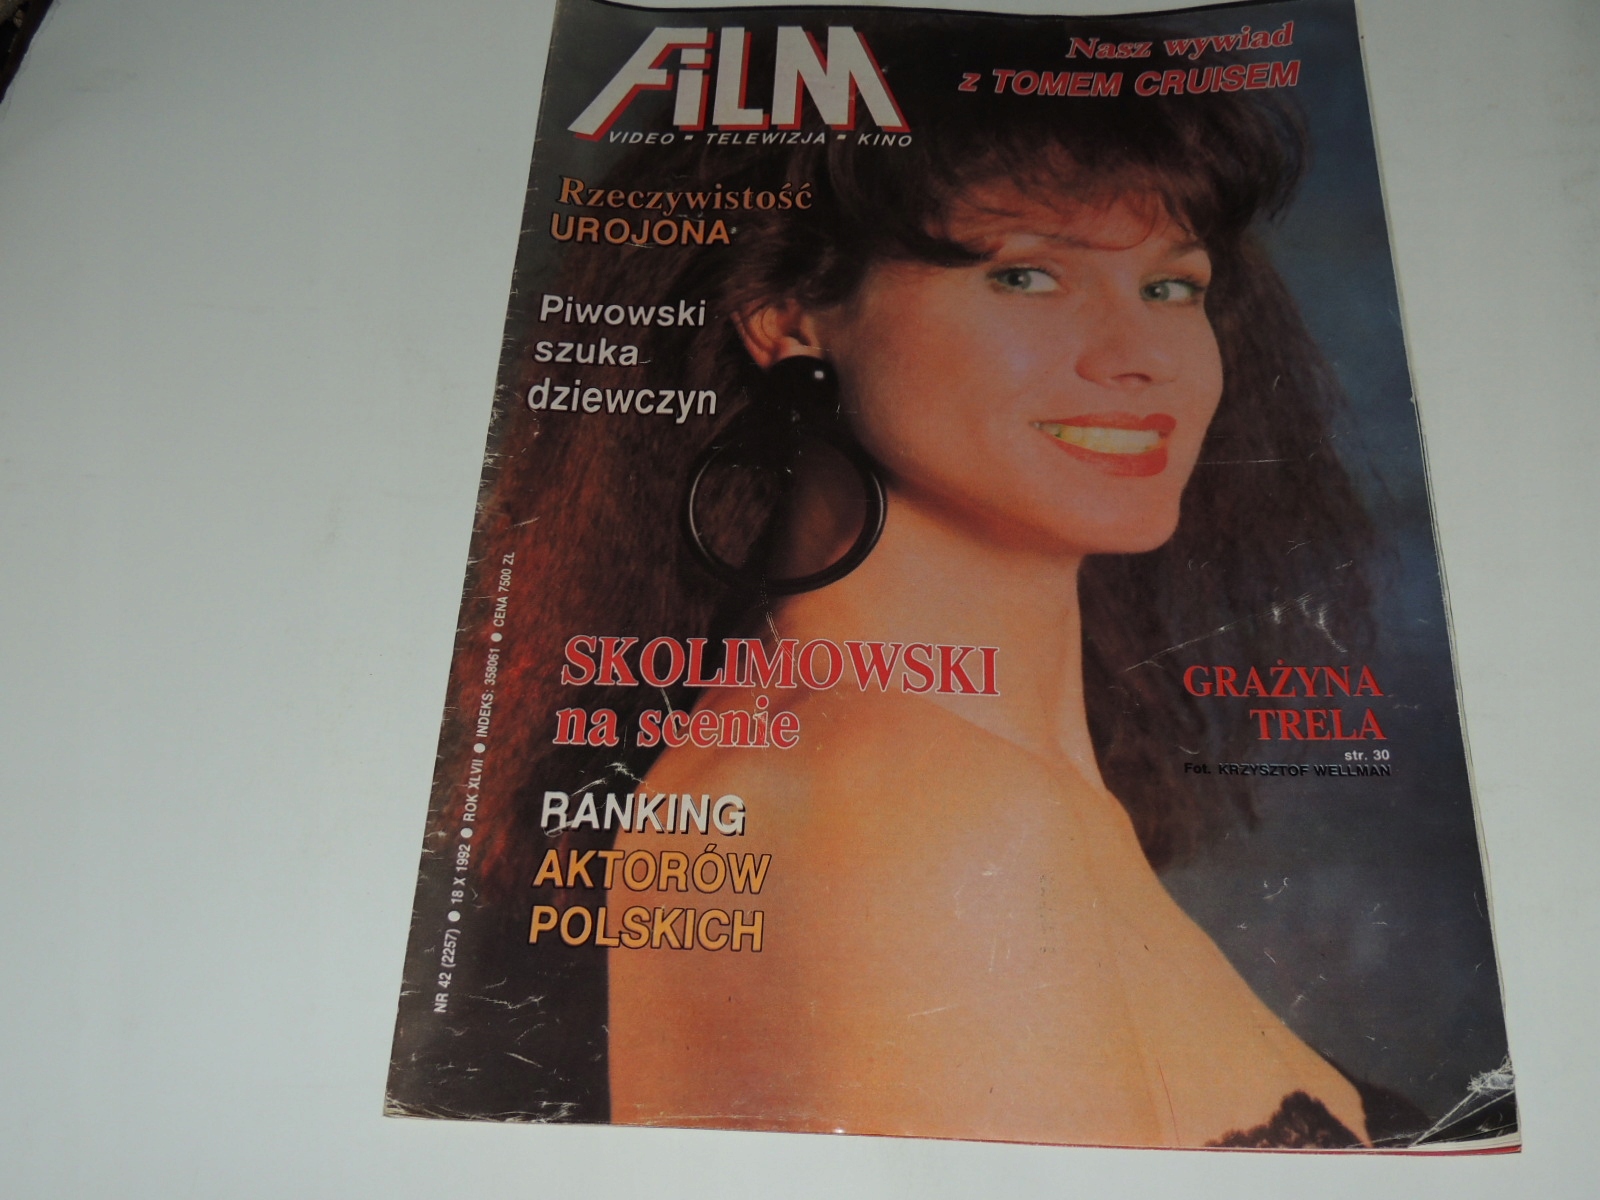 FiLM
VIDEO - TELEWIZJA - KINO
Nasz wywiad
z TOMEM CRUISEM
Rzeczywistość
UROJONA
Piwowski
szuka
dziewczyn
SKOLIMOWSKI
na scenie
RANKING
AKTORÓW
POLSKICH
GRAŻYNA
TRELA
str. 30
Fot. KRZYSZTOF WELLMAN
NR 42 (2257) ● 18 X 1992 ● ROK XLVII ● INDEKS: 358061 ● CENA 7500 ZŁ